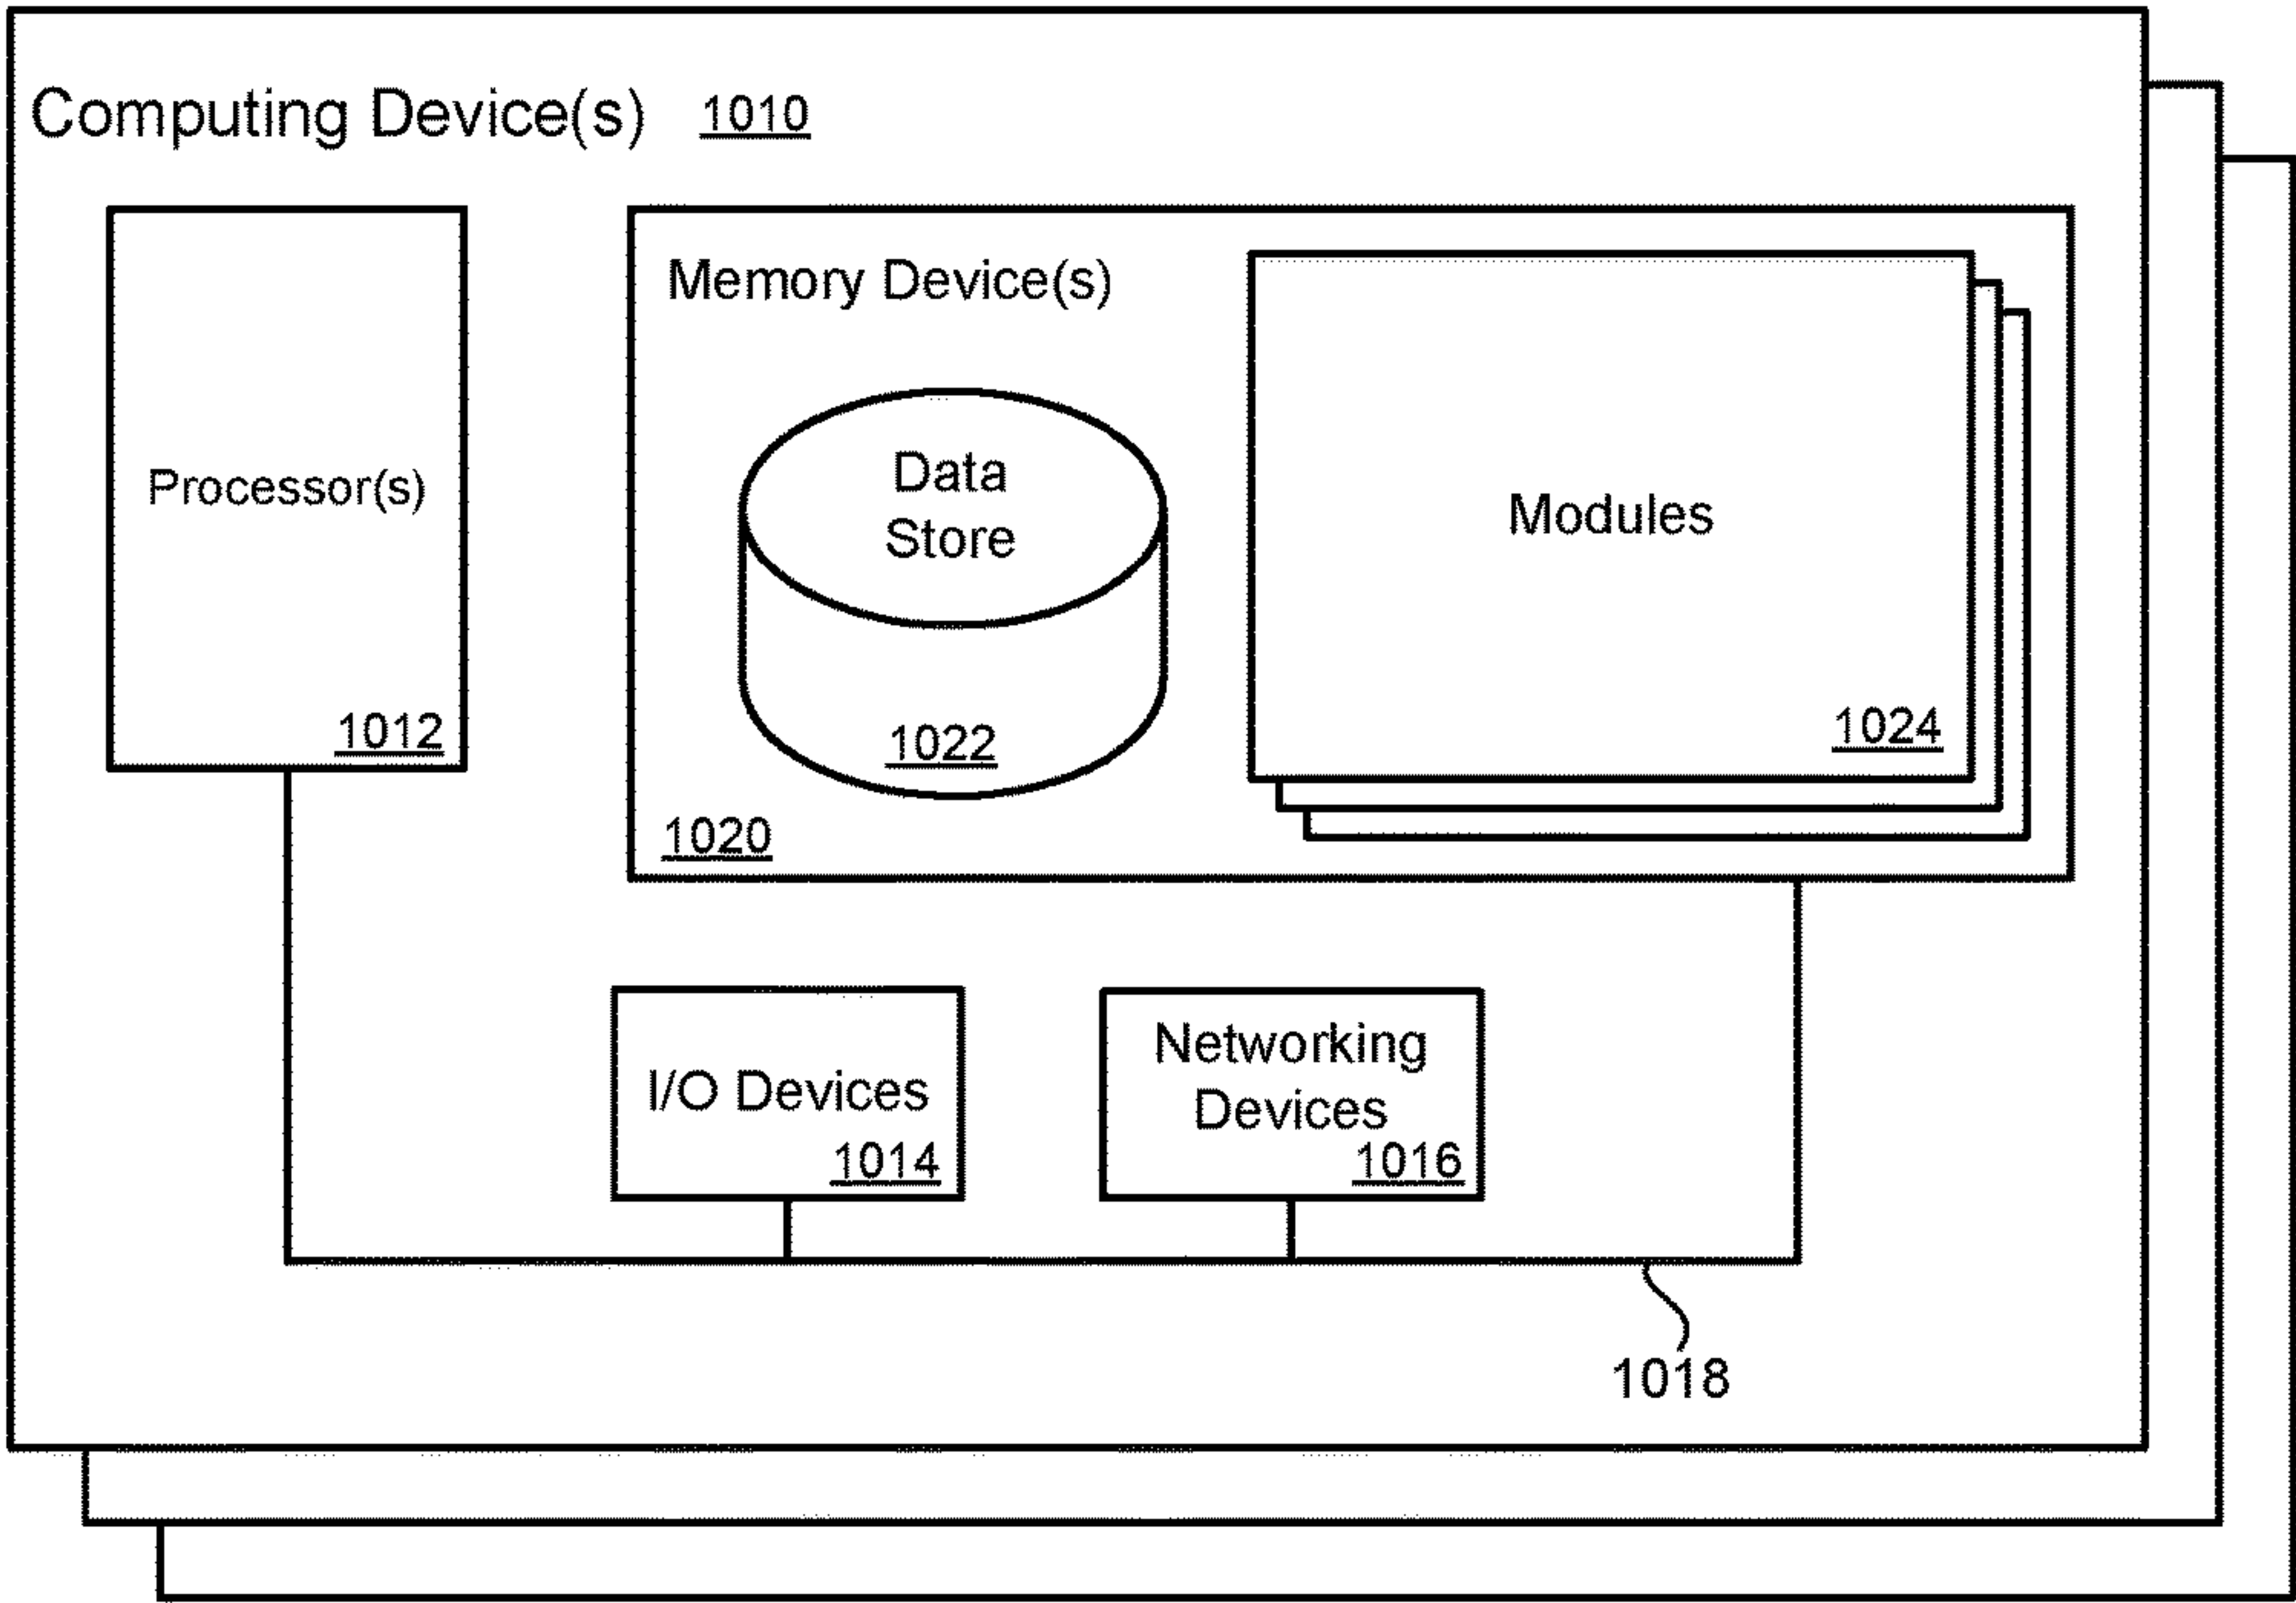 Computing Device(s) 1010
Processor(s)
1012
Memory Device(s)
Data
Store
1022
1020
Modules
1024
I/O Devices
1014
Networking
Devices
1016
1018